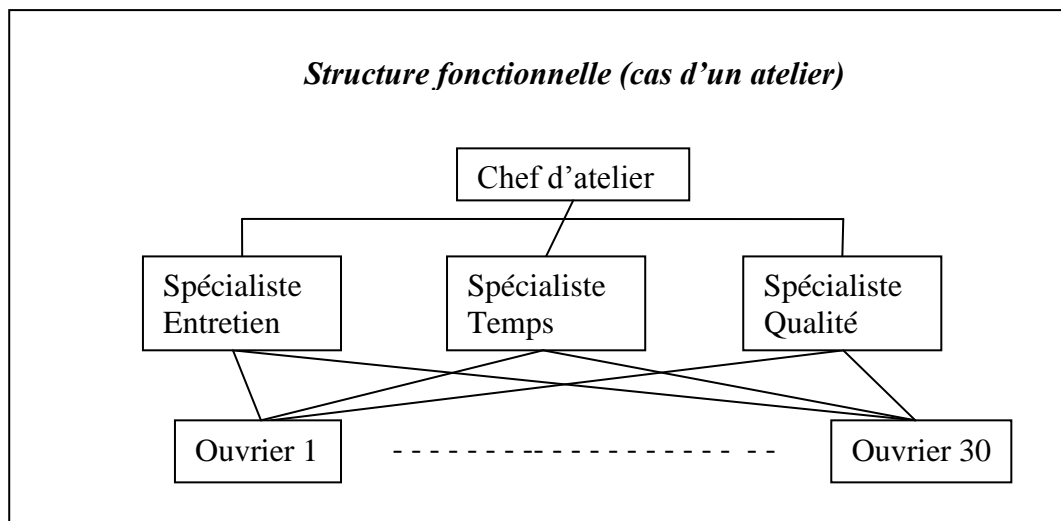 Structure fonctionnelle (cas d’un atelier)
Chef d’atelier
Spécialiste
Entretien
Spécialiste
Temps
Spécialiste
Qualité
Ouvrier 1
- - - - - - - -- - - - - - - - - - - - -
Ouvrier 30